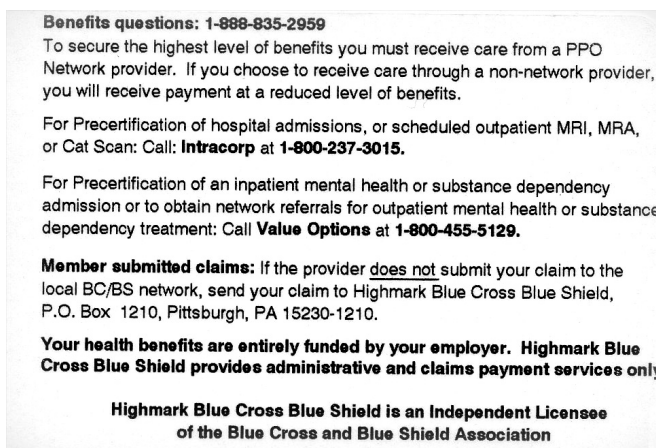 Benefits questions: 1-888-835-2959
To secure the highest level of benefits you must receive care from a PPO
Network provider. If you choose to receive care through a non-network provider,
you will receive payment at a reduced level of benefits.
For Precertification of hospital admissions, or scheduled outpatient MRI, MRA,
or Cat Scan: Call: Intracorp at 1-800-237-3015.
For Precertification of an inpatient mental health or substance dependency
admission or to obtain network referrals for outpatient mental health or substance
dependency treatment: Call Value Options at 1-800-455-5129.
Member submitted claims: If the provider does not submit your claim to the
local BC/BS network, send your claim to Highmark Blue Cross Blue Shield,
P.O. Box 1210, Pittsburgh, PA 15230-1210.
Your health benefits are entirely funded by your employer. Highmark Blue
Cross Blue Shield provides administrative and claims payment services only
Highmark Blue Cross Blue Shield is an Independent Licensee
of the Blue Cross and Blue Shield Association